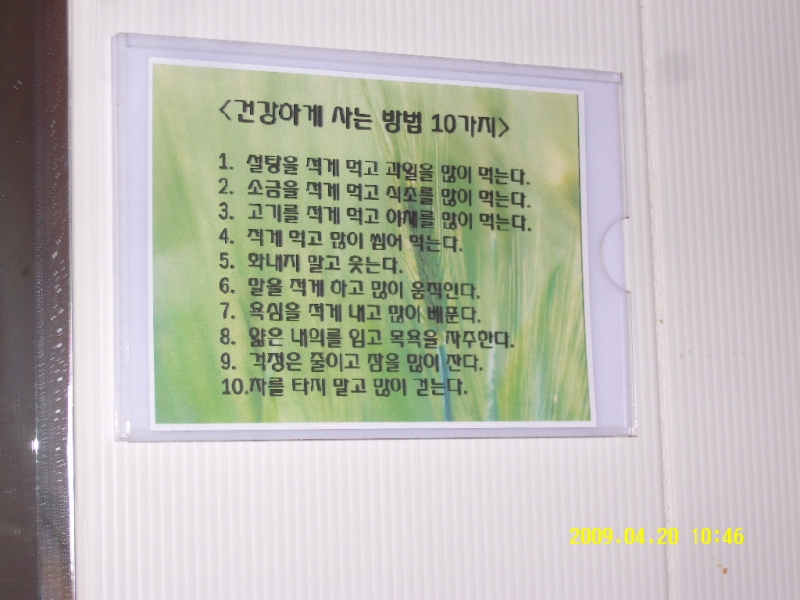 <건강하게 사는 방법 10가지>
1. 설탕을 적게 먹고 과일을 많이 먹는다.
2. 소금을 적게 먹고 식초를 많이 먹는다.
3. 고기를 적게 먹고 야채를 많이 먹는다.
4. 적게 먹고 많이 씹어 먹는다.
5. 화내지 말고 웃는다.
6. 말을 적게 하고 많이 움직인다.
7. 욕심을 적게 내고 많이 베푼다.
8. 얇은 내의를 입고 목욕을 자주한다.
9. 걱정은 줄이고 잠을 많이 잔다.
10.차를 타지 말고 많이 걷는다.
2009.04.20 10:46